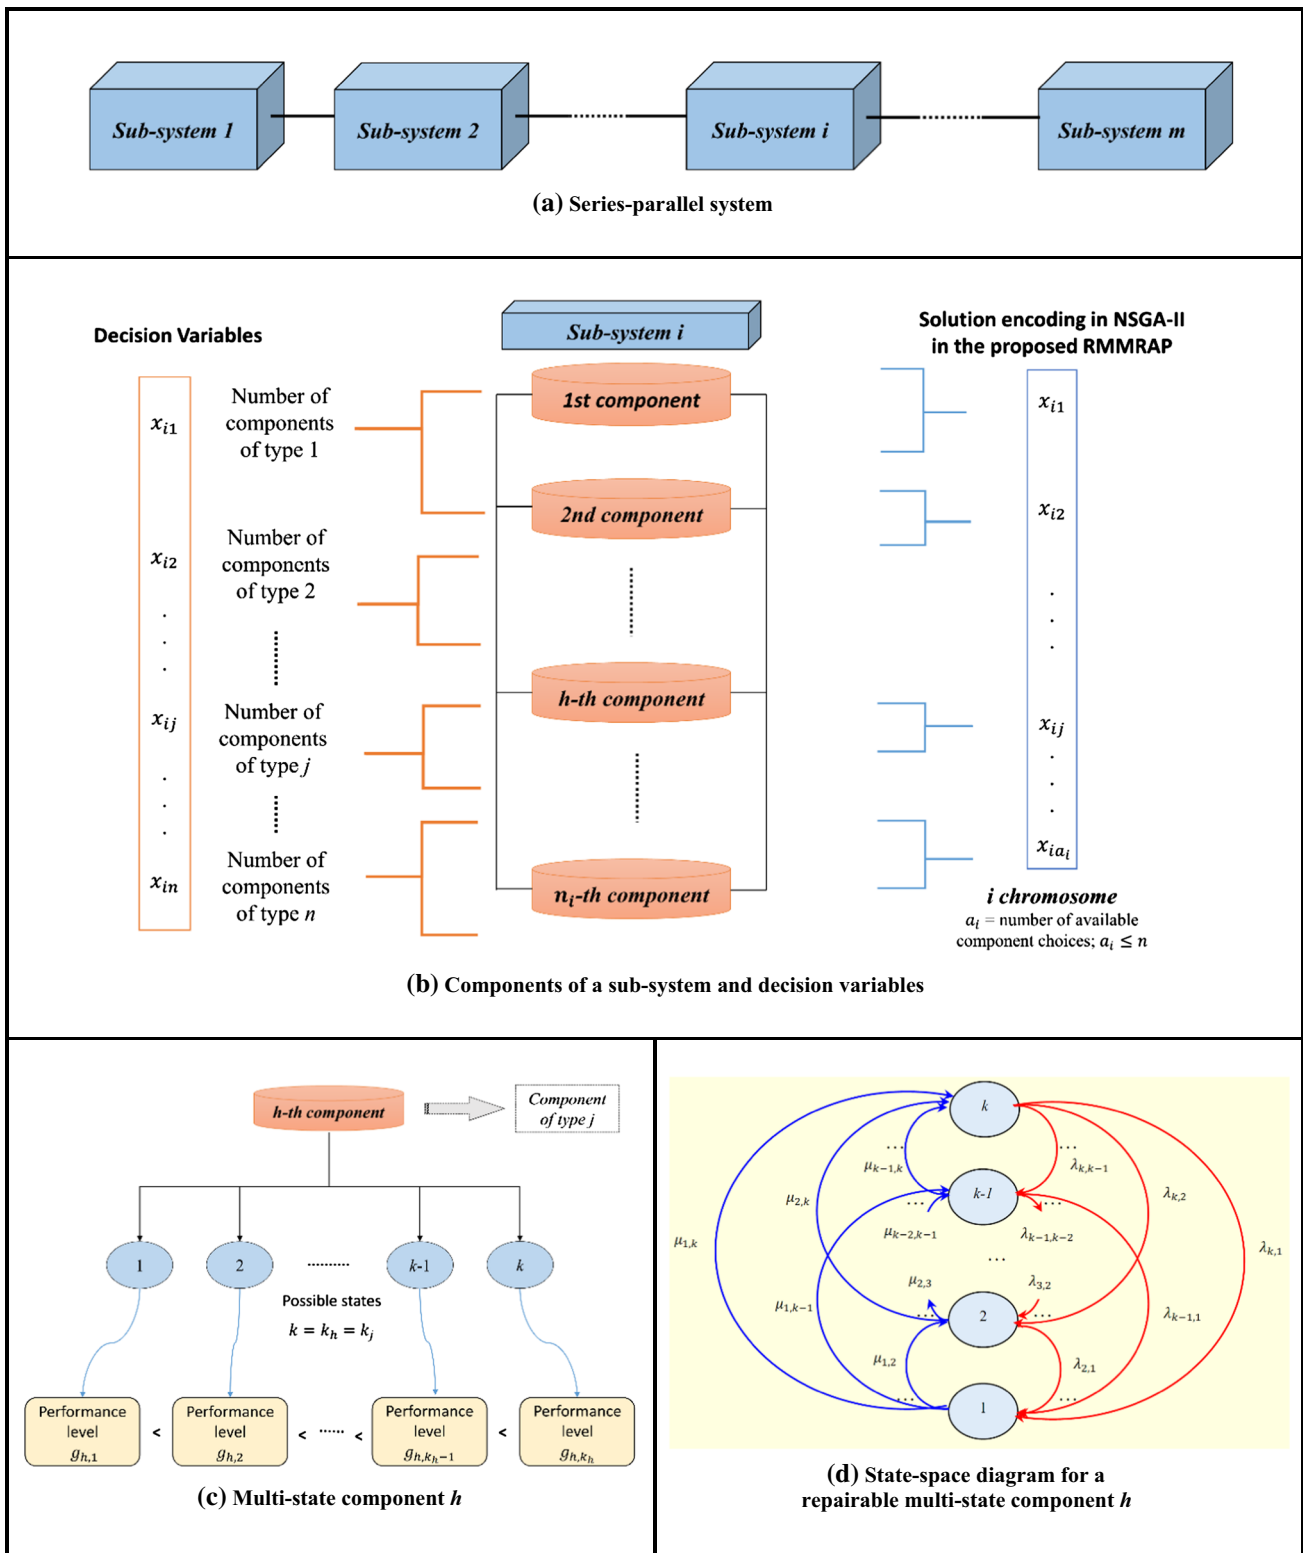 Sub-system 1
Sub-system 2
Sub-system i
Sub-system m
(a) Series-parallel system
Decision Variables
Sub-system i
Solution encoding in NSGA-II
in the proposed RMMRAP
x_{i1}
Number of
components
of type 1
1st component
x_{i1}
2nd component
x_{i2}
x_{i2}
Number of
components
of type 2
.
.
.
.
.
.
x_{ij}
Number of
components
of type j
h-th component
x_{ij}
.
.
.
.
.
.
x_{in}
Number of
components
of type n
n_i-th component
x_{ia_i}
i chromosome
a_i = number of available
component choices; a_i ≤ n
(b) Components of a sub-system and decision variables
h-th component
Component
of type j
1
2
..........
k-1
k
Possible states
k = k_h = k_j
Performance
level
g_{h,1}
<
Performance
level
g_{h,2}
< ...... <
Performance
level
g_{h,k_h-1}
<
Performance
level
g_{h,k_h}
(c) Multi-state component h
k
...
...
μ_{k-1,k}
λ_{k,k-1}
k-1
μ_{2,k}
λ_{k,2}
...
...
μ_{k-2,k-1}
λ_{k-1,k-2}
μ_{1,k}
λ_{k,1}
...
μ_{2,3}
λ_{3,2}
μ_{1,k-1}
λ_{k-1,1}
...
2
...
μ_{1,2}
λ_{2,1}
...
1
...
(d) State-space diagram for a
repairable multi-state component h